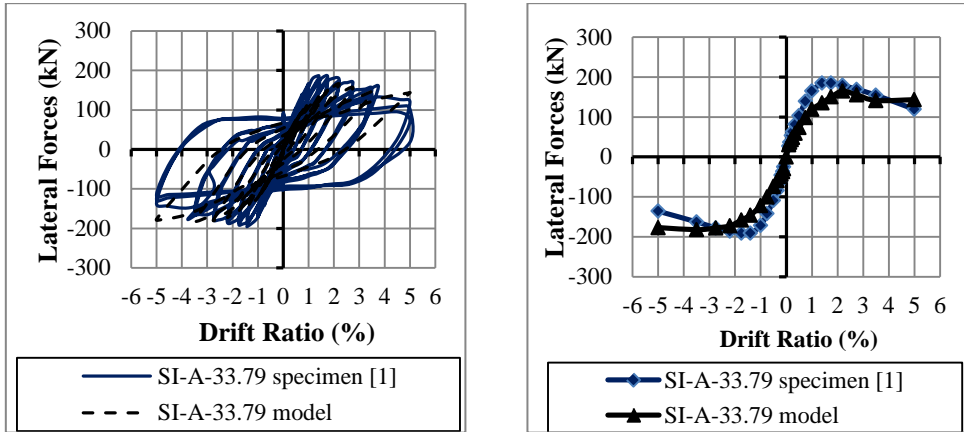 Lateral Forces (kN)
300
200
100
0
-100
-200
-300
-6 -5 -4 -3 -2 -1 0 1 2 3 4 5 6
Drift Ratio (%)
SI-A-33.79 specimen [1]
SI-A-33.79 model
Lateral Forces (kN)
300
200
100
0
-100
-200
-300
-6 -5 -4 -3 -2 -1 0 1 2 3 4 5 6
Drift Ratio (%)
SI-A-33.79 specimen [1]
SI-A-33.79 model